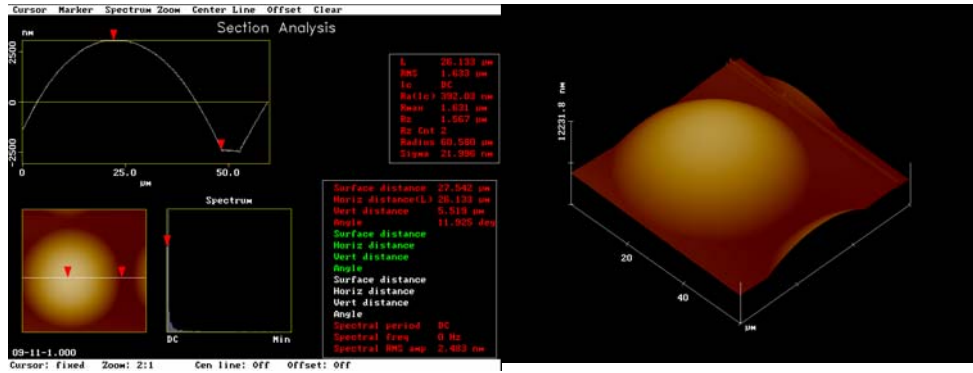 Cursor Marker Spectrum Zoom Center Line Offset Clear
Section Analysis
nm
2500
0
-2500
0 25.0 50.0
µm
L 26.133 µm
RMS 1.633 µm
lc DC
Ra(lc) 392.03 nm
Rmax 1.631 µm
Rz 1.567 µm
Rz Cnt 2
Radius 60.580 µm
Sigma 21.996 nm
Spectrum
DC Min
Surface distance 27.542 µm
Horiz distance(L) 26.133 µm
Vert distance 5.519 µm
Angle 11.925 deg
Surface distance
Horiz distance
Vert distance
Angle
Surface distance
Horiz distance
Vert distance
Angle
Spectral period DC
Spectral freq 0 Hz
Spectral RMS amp 2.483 nm
09-11-1.000
Cursor: fixed Zoom: 2:1 Cen line: Off Offset: Off
12231.8 nm
20
40
µm